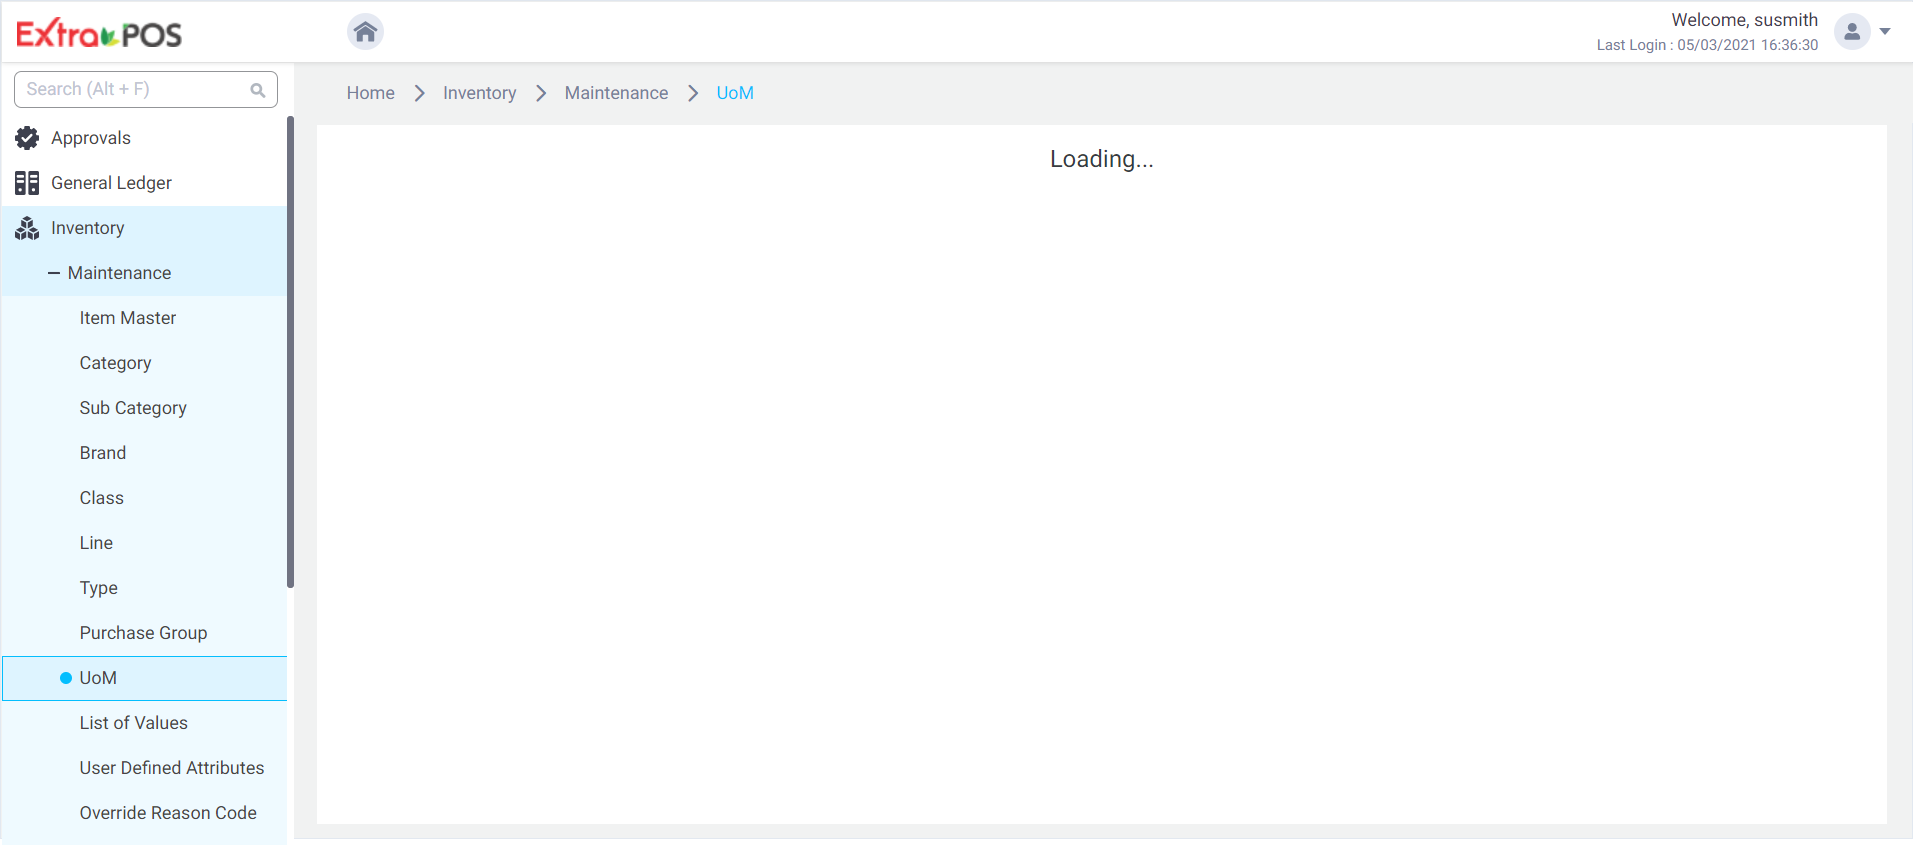 Extra POS
Welcome, susmith
Last Login : 05/03/2021 16:36:30
Search (Alt + F)
Home
Inventory
Maintenance
UoM
Loading...
Approvals
General Ledger
Inventory
Maintenance
Item Master
Category
Sub Category
Brand
Class
Line
Type
Purchase Group
UoM
List of Values
User Defined Attributes
Override Reason Code